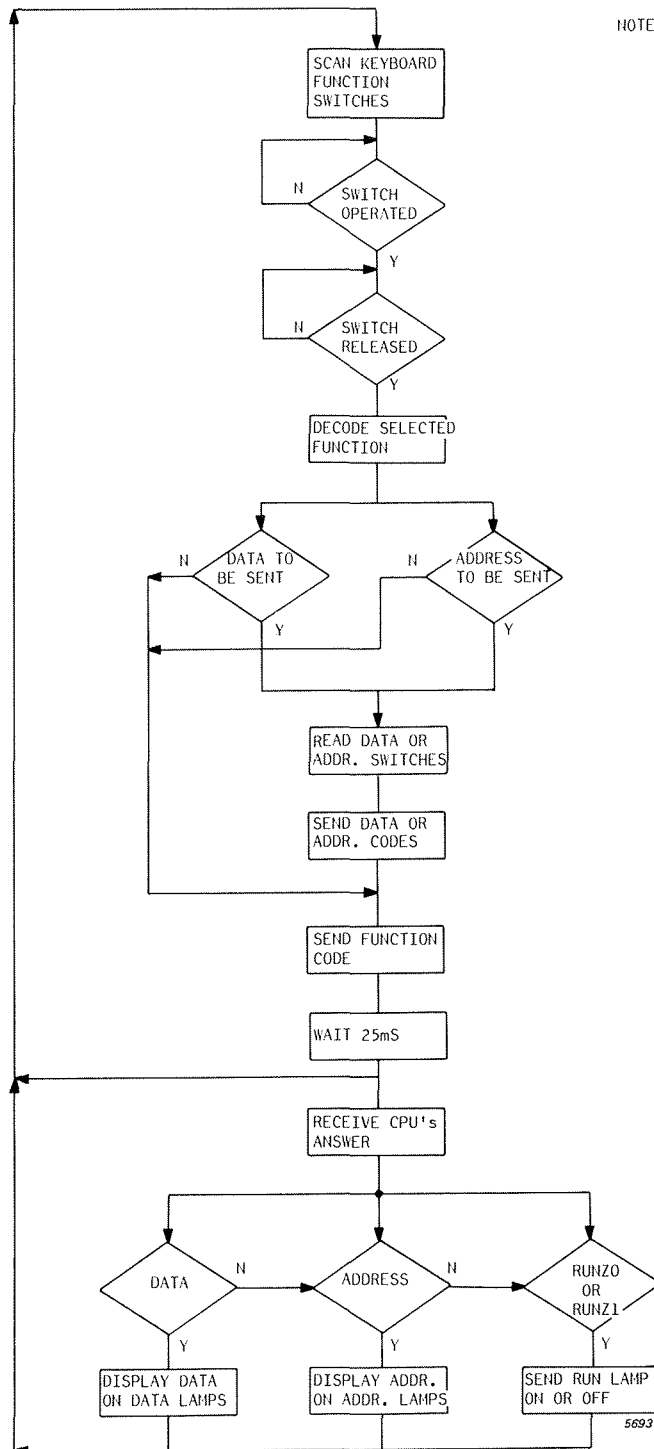 NOTE
SCAN KEYBOARD
FUNCTION
SWITCHES
N
SWITCH
OPERATED
Y
N
SWITCH
RELEASED
Y
DECODE SELECTED
FUNCTION
N
DATA TO
BE SENT
Y
N
ADDRESS
TO BE SENT
Y
READ DATA OR
ADDR. SWITCHES
SEND DATA OR
ADDR. CODES
SEND FUNCTION
CODE
WAIT 25mS
RECEIVE CPU's
ANSWER
DATA
N
Y
ADDRESS
N
Y
RUNZ0
OR
RUNZ1
Y
DISPLAY DATA
ON DATA LAMPS
DISPLAY ADDR.
ON ADDR. LAMPS
SEND RUN LAMP
ON OR OFF
5693